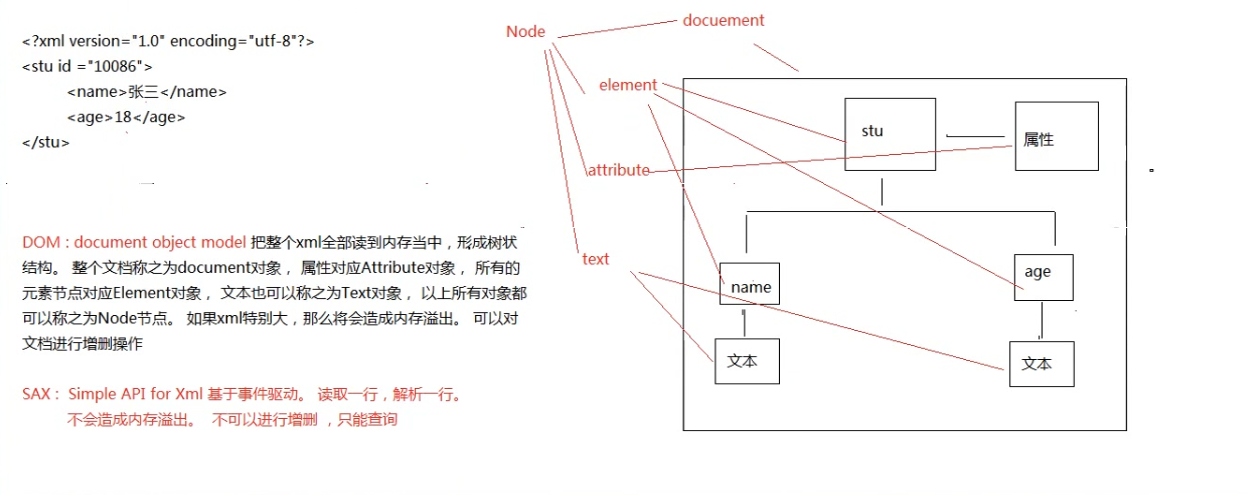 <?xml version="1.0" encoding="utf-8"?>
<stu id ="10086">
<name>张三</name>
<age>18</age>
</stu>
DOM : document object model 把整个xml全部读到内存当中，形成树状
结构。 整个文档称之为document对象， 属性对应Attribute对象， 所有的
元素节点对应Element对象， 文本也可以称之为Text对象， 以上所有对象都
可以称之为Node节点。 如果xml特别大，那么将会造成内存溢出。 可以对
文档进行增删操作
SAX： Simple API for Xml 基于事件驱动。 读取一行，解析一行。
不会造成内存溢出。 不可以进行增删 ，只能查询
Node
docuement
element
attribute
text
stu
属性
name
age
文本
文本